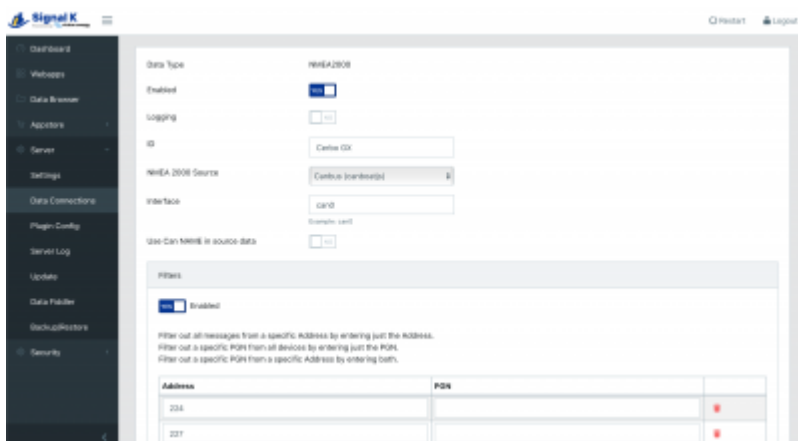 Signal K
Restart
Logout
Dashboard
Webapps
Data Browser
Appstore
Server
Settings
Data Connections
Plugin Config
Server Log
Update
Data Fiddler
Backup/Restore
Security
Data Type NMEA2000
Enabled YES
Logging NO
ID Cerbo GX
NMEA 2000 Source Canbus (canboatjs)
Interface can0
Example: can0
Use Can NAME in source data NO
Filters
YES Enabled
Filter out all messages from a specific Address by entering just the Address.
Filter out a specific PGN from all devices by entering just the PGN.
Filter out a specific PGN from a specific Address by entering both.
Address PGN
224
227